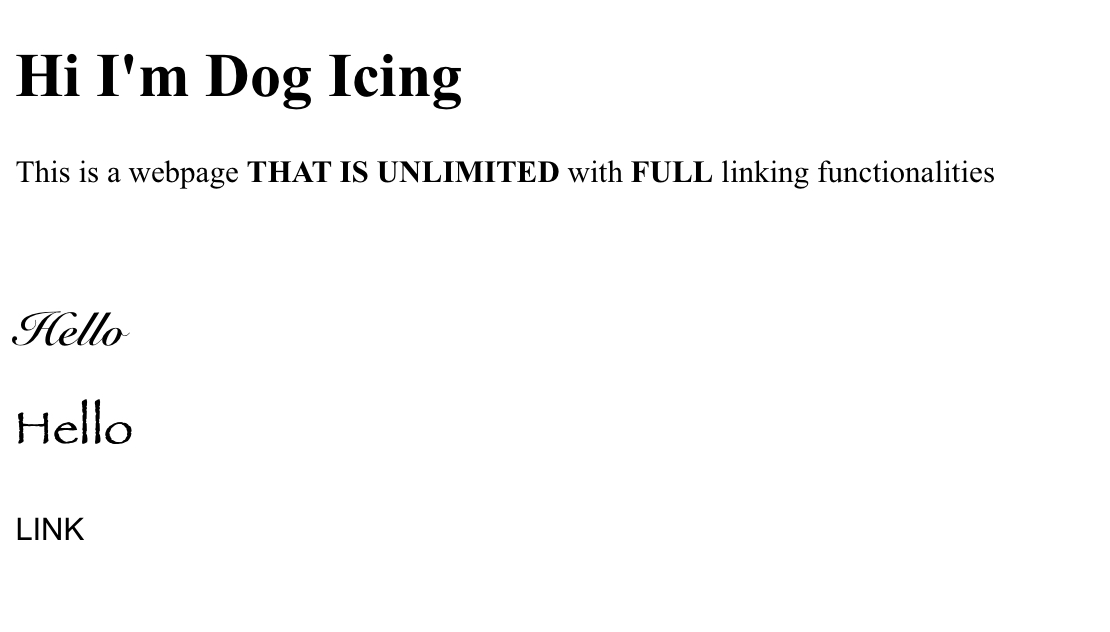 Hi I'm Dog Icing
This is a webpage THAT IS UNLIMITED with FULL linking functionalities
Hello
Hello
LINK